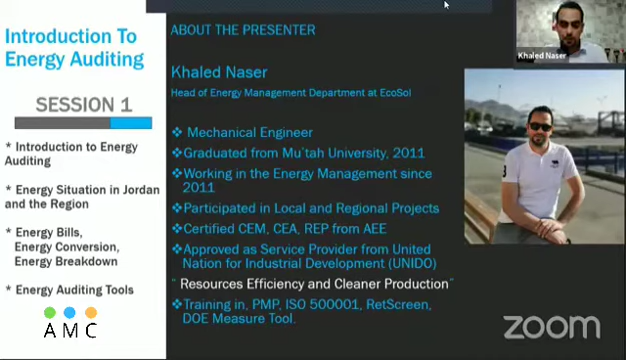 Introduction To
Energy Auditing
SESSION 1
* Introduction to Energy
Auditing
* Energy Situation in Jordan
and the Region
* Energy Bills,
Energy Conversion,
Energy Breakdown
* Energy Auditing Tools
AMC
ABOUT THE PRESENTER
Khaled Naser
Head of Energy Management Department at EcoSol
❖ Mechanical Engineer
❖ Graduated from Mu'tah University, 2011
❖ Working in the Energy Management since
2011
❖ Participated in Local and Regional Projects
❖ Certified CEM, CEA, REP from AEE
❖ Approved as Service Provider from United
Nation for Industrial Development (UNIDO)
" Resources Efficiency and Cleaner Production"
❖ Training in, PMP, ISO 500001, RetScreen,
DOE Measure Tool.
Khaled Naser
zoom